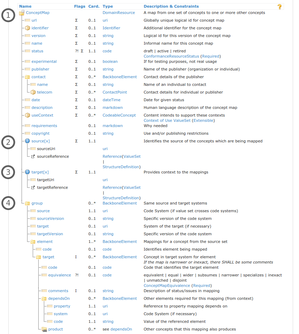 Name Flags Card. Type Description & Constraints ?
1
ConceptMap DomainResource A map from one set of concepts to one or more other concepts
url Σ 0..1 uri Globally unique logical id for concept map
identifier Σ 0..1 Identifier Additional identifier for the concept map
version Σ 0..1 string Logical id for this version of the concept map
name Σ 0..1 string Informal name for this concept map
status 1..1 code draft | active | retired
ConformanceResourceStatus (Required)
experimental 0..1 boolean If for testing purposes, not real usage
publisher 0..1 string Name of the publisher (organization or individual)
contact 0..* BackboneElement Contact details of the publisher
name 0..1 string Name of an individual to contact
telecom 0..* ContactPoint Contact details for individual or publisher
date 0..1 dateTime Date for given status
description 0..1 markdown Human language description of the concept map
useContext 0..* CodeableConcept Content intends to support these contexts
Context of Use ValueSet (Extensible)
requirements 0..1 markdown Why needed
copyright 0..1 string Use and/or publishing restrictions
2
source[x] Σ 1..1 Identifies the source of the concepts which are being mapped
sourceUri uri
sourceReference Reference(ValueSet |
StructureDefinition)
3
target[x] Σ 1..1 Provides context to the mappings
targetUri uri
targetReference Reference(ValueSet |
StructureDefinition)
4
group 0..* BackboneElement Same source and target systems
source 1..1 uri Code System (if value set crosses code systems)
sourceVersion 0..1 string Specific version of the code system
target 0..1 uri System of the target (if necessary)
targetVersion 0..1 string Specific version of the code system
element 1..* BackboneElement Mappings for a concept from the source set
code 0..1 code Identifies element being mapped
target 0..* BackboneElement Concept in target system for element
If the map is narrower or inexact, there SHALL be some comments
code 0..1 code Code that identifies the target element
equivalence code equivalent | equal | wider | subsumes | narrower | specializes | inexact
| unmatched | disjoint
ConceptMapEquivalence (Required)
comments 0..1 string Description of status/issues in mapping
dependsOn 0..* BackboneElement Other elements required for this mapping (from context)
property 1..1 uri Reference to property mapping depends on
system 0..1 uri Code System (if necessary)
code 1..1 string Value of the referenced element
product 0..* see dependsOn Other concepts that this mapping also produces